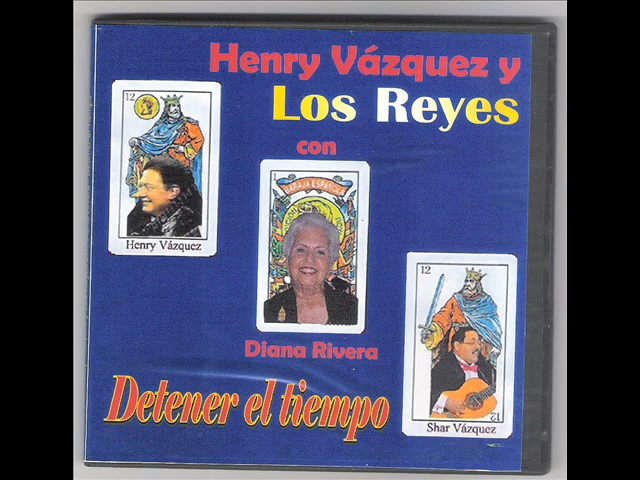 Henry Vázquez y
Los Reyes
con
12
Henry Vázquez
1
BARAJA ESPAÑOLA
Diana Rivera
12
Shar Vázquez
12
Detener el tiempo